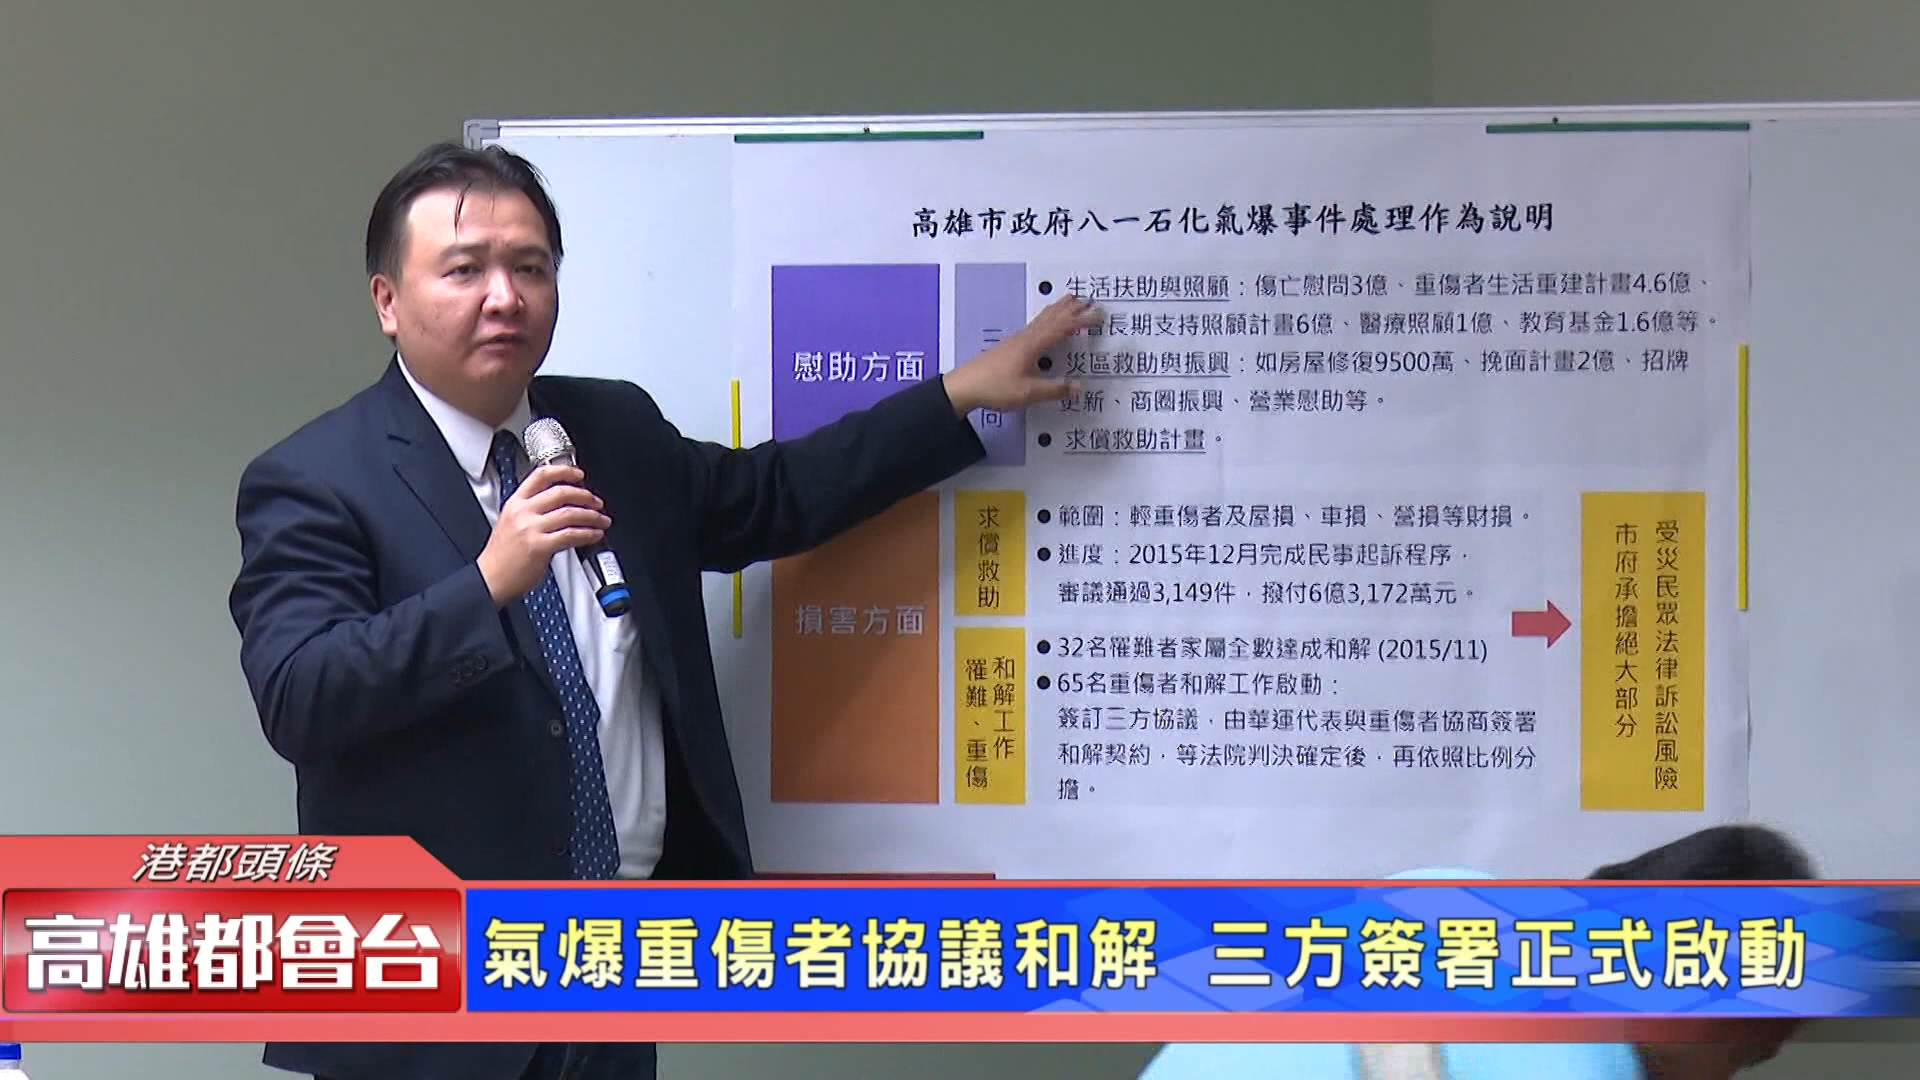 高雄市政府八一石化氣爆事件處理作為說明
慰助方面
三
向
● 生活扶助與照顧：傷亡慰問3億、重傷者生活重建計畫4.6億、
會長期支持照顧計畫6億、醫療照顧1億、教育基金1.6億等。
● 災區救助與振興：如房屋修復9500萬、挽面計畫2億、招牌
更新、商圈振興、營業慰助等。
● 求償救助計畫。
損害方面
求償救助
● 範圍：輕重傷者及屋損、車損、營損等財損。
● 進度：2015年12月完成民事起訴程序，
審議通過3,149件，撥付6億3,172萬元。
罹難、重傷
和解工作
● 32名罹難者家屬全數達成和解 (2015/11)
● 65名重傷者和解工作啟動：
簽訂三方協議，由華運代表與重傷者協商簽署
和解契約，等法院判決確定後，再依照比例分
擔。
受災民眾法律訴訟風險
市府承擔絕大部分
港都頭條
高雄都會台
氣爆重傷者協議和解 三方簽署正式啟動